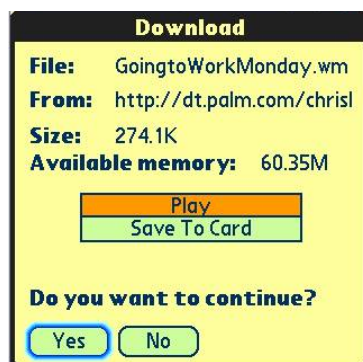 Download
File: GoingtoWorkMonday.wm
From: http://dt.palm.com/chrisl
Size: 274.1K
Available memory: 60.35M
Play
Save To Card
Do you want to continue?
Yes No